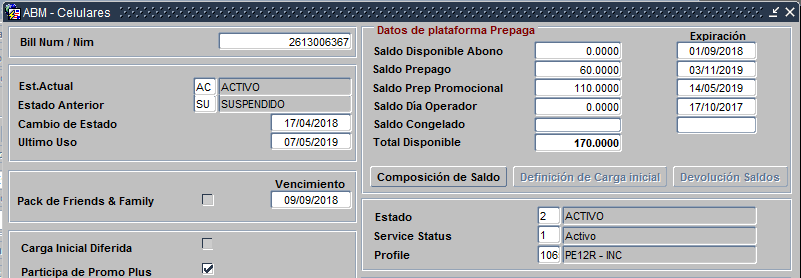 ABM - Celulares
Bill Num / Nim 2613006367
Est.Actual AC ACTIVO
Estado Anterior SU SUSPENDIDO
Cambio de Estado 17/04/2018
Ultimo Uso 07/05/2019
Vencimiento
Pack de Friends & Family 09/09/2018
Carga Inicial Diferida
Participa de Promo Plus
Datos de plataforma Prepaga
Expiración
Saldo Disponible Abono 0.0000 01/09/2018
Saldo Prepago 60.0000 03/11/2019
Saldo Prep Promocional 110.0000 14/05/2019
Saldo Día Operador 0.0000 17/10/2017
Saldo Congelado
Total Disponible 170.0000
Composición de Saldo Definición de Carga inicial Devolución Saldos
Estado 2 ACTIVO
Service Status 1 Activo
Profile 106 PE12R - INC